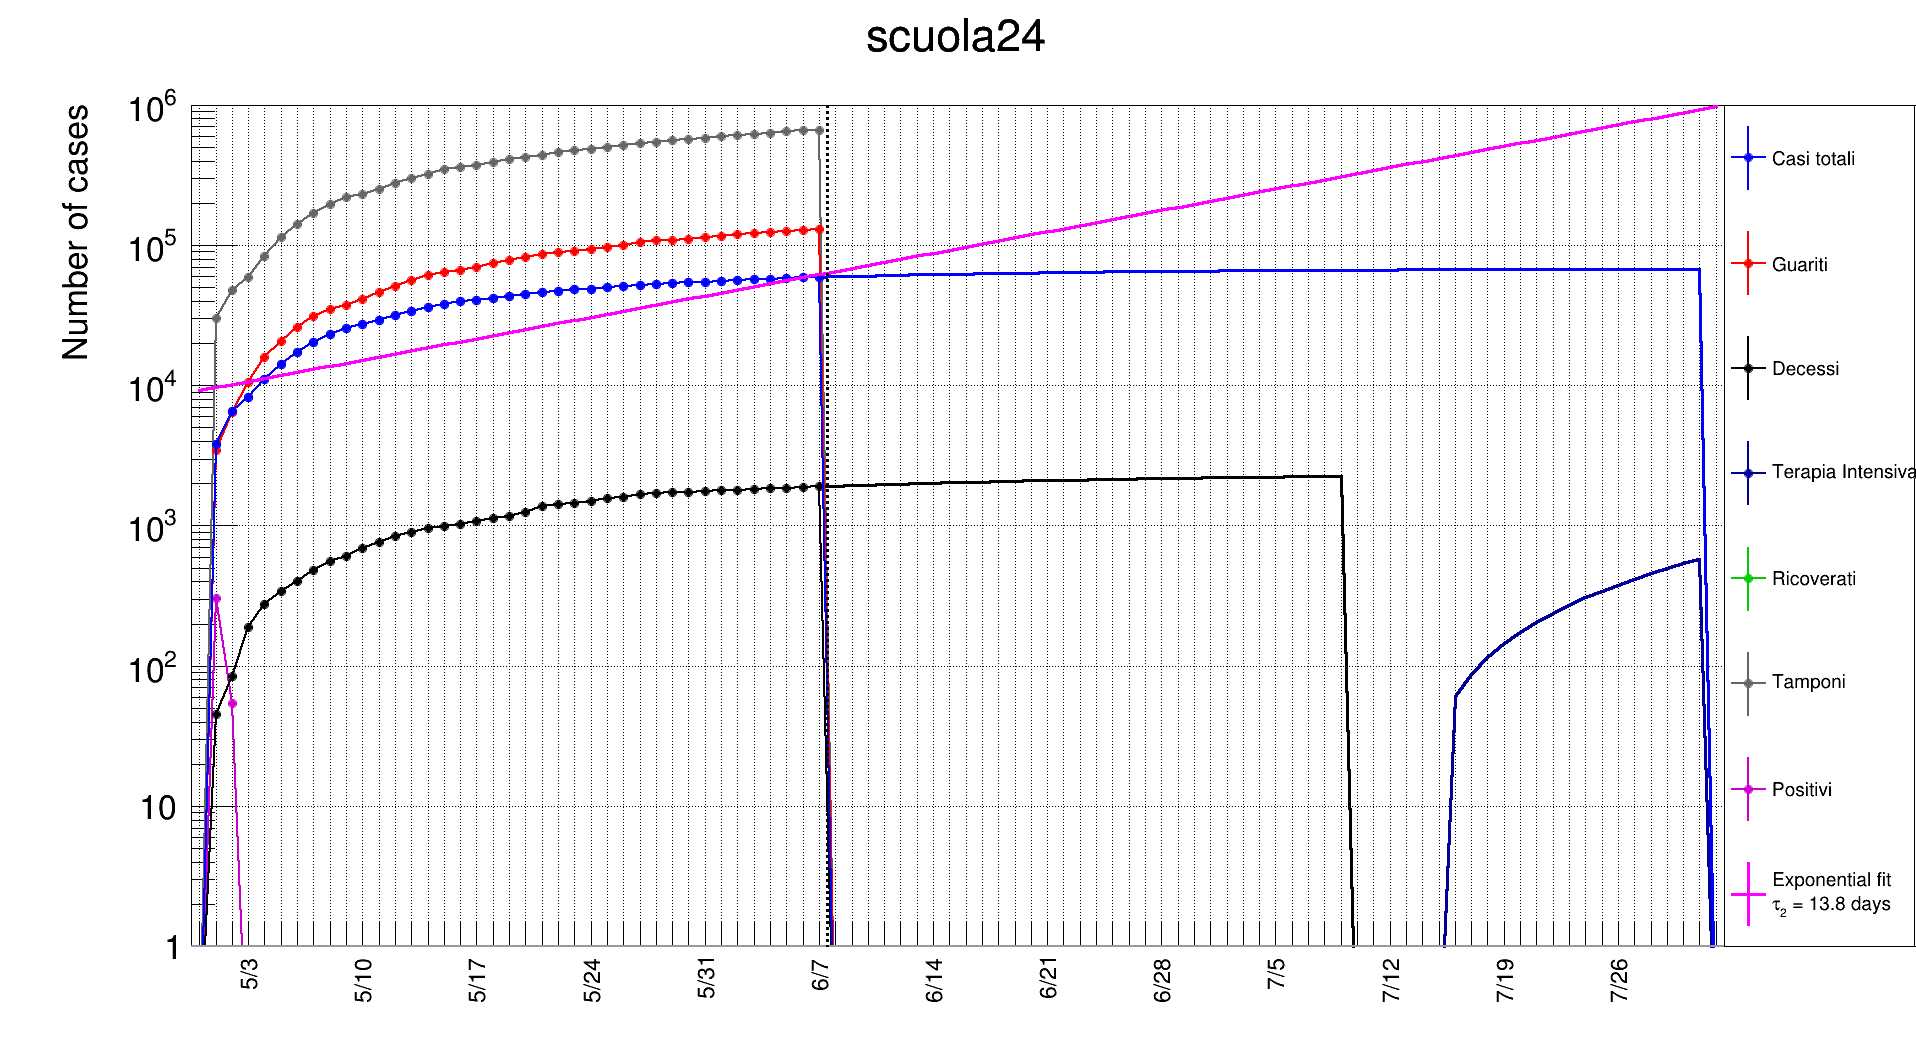 scuola24
Number of cases
10^6
10^5
10^4
10^3
10^2
10
1
5/3
5/10
5/17
5/24
5/31
6/7
6/14
6/21
6/28
7/5
7/12
7/19
7/26
Casi totali
Guariti
Decessi
Terapia Intensiva
Ricoverati
Tamponi
Positivi
Exponential fit
τ₂ = 13.8 days